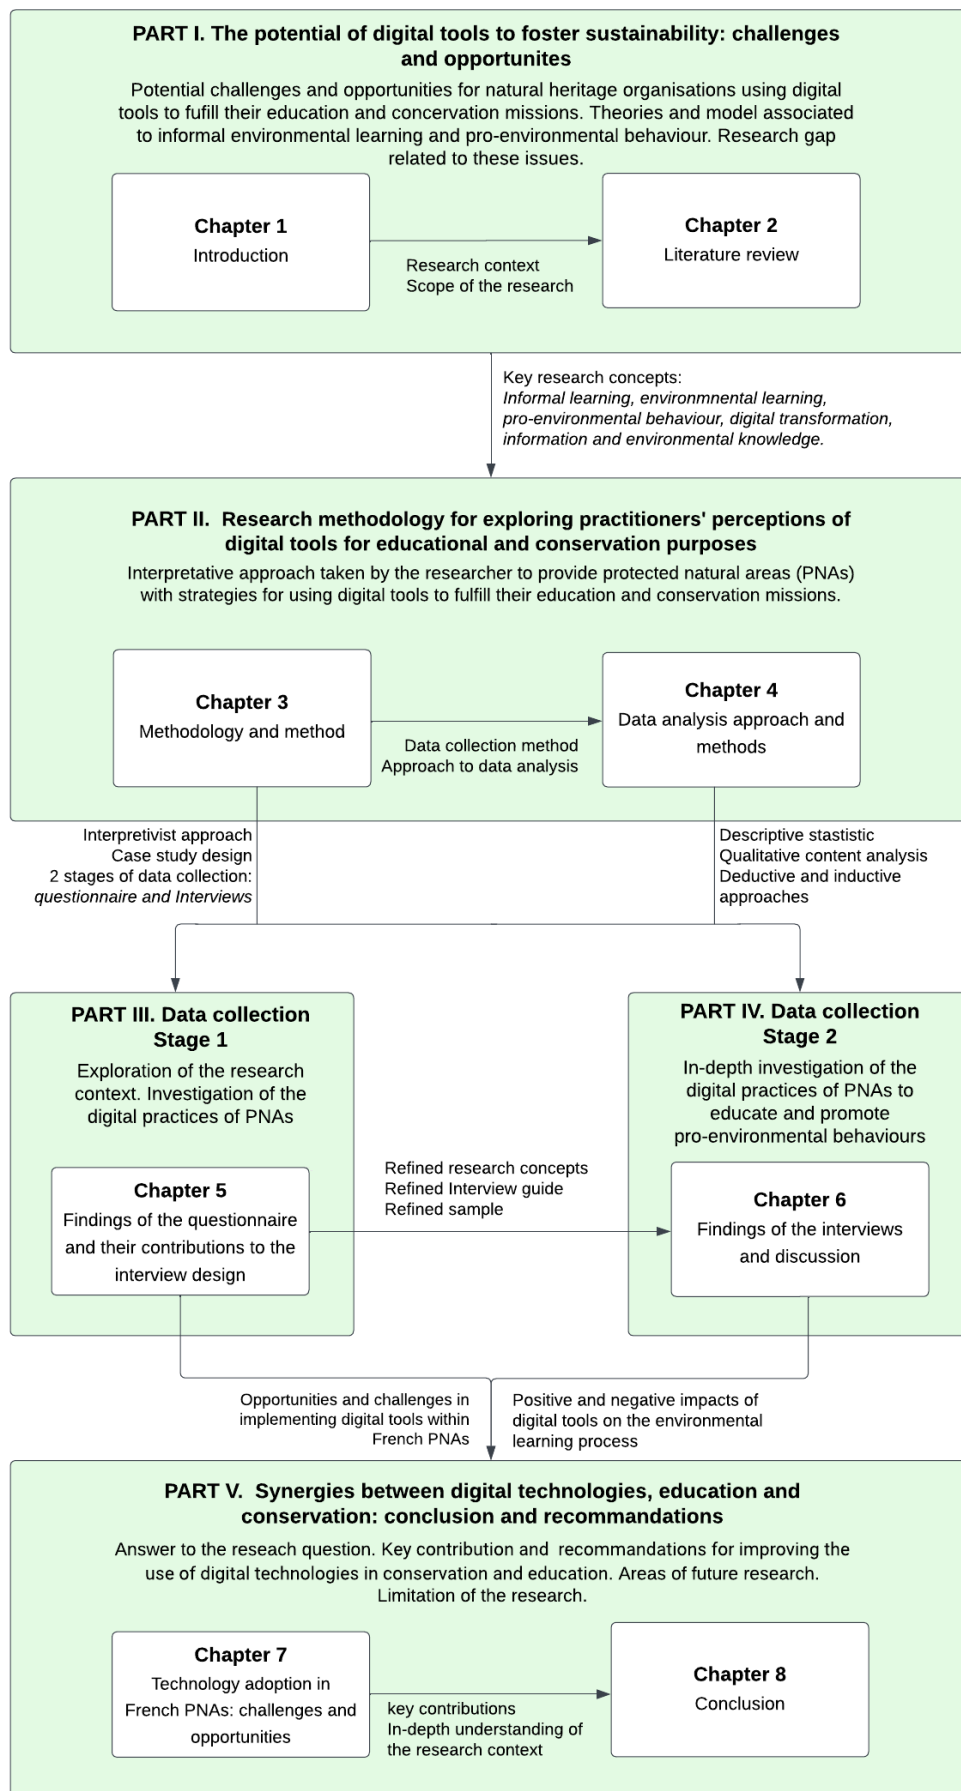 PART I. The potential of digital tools to foster sustainability: challenges
and opportunites
Potential challenges and opportunities for natural heritage organisations using digital
tools to fufill their education and concervation missions. Theories and model associated
to informal environmental learning and pro-environmental behaviour. Research gap
related to these issues.
Chapter 1
Introduction
Research context
Scope of the research
Chapter 2
Literature review
Key research concepts:
Informal learning, environmnental learning,
pro-environmental behaviour, digital transformation,
information and environmental knowledge.
PART II.  Research methodology for exploring practitioners' perceptions of
digital tools for educational and conservation purposes
Interpretative approach taken by the researcher to provide protected natural areas (PNAs)
with strategies for using digital tools to fulfill their education and conservation missions.
Chapter 3
Methodology and method
Data collection method
Approach to data analysis
Chapter 4
Data analysis approach and
methods
Interpretivist approach
Case study design
2 stages of data collection:
questionnaire and Interviews
Descriptive stastistic
Qualitative content analysis
Deductive and inductive
approaches
PART III. Data collection
Stage 1
Exploration of the research
context. Investigation of the
digital practices of PNAs
Chapter 5
Findings of the questionnaire
and their contributions to the
interview design
Refined research concepts
Refined Interview guide
Refined sample
PART IV. Data collection
Stage 2
In-depth investigation of the
digital practices of PNAs to
educate and promote
pro-environmental behaviours
Chapter 6
Findings of the interviews
and discussion
Opportunities and challenges in
implementing digital tools within
French PNAs
Positive and negative impacts of
digital tools on the environmental
learning process
PART V.  Synergies between digital technologies, education and
conservation: conclusion and recommandations
Answer to the reseach question. Key contribution and  recommandations for improving the
use of digital technologies in conservation and education. Areas of future research.
Limitation of the research.
Chapter 7
Technology adoption in
French PNAs: challenges and
opportunities
key contributions
In-depth understanding of
the research context
Chapter 8
Conclusion